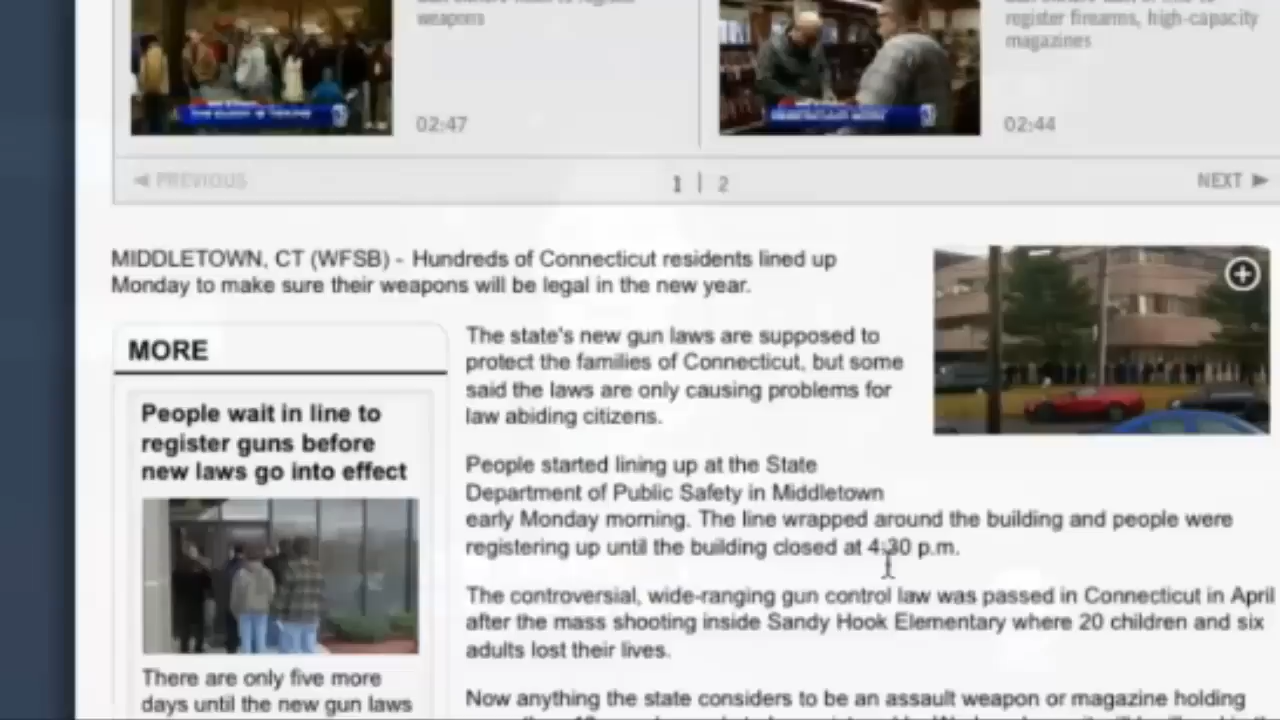 weapons
02:47
register firearms, high-capacity
magazines
02:44
◀ PREVIOUS
1 | 2
NEXT ▶
MIDDLETOWN, CT (WFSB) - Hundreds of Connecticut residents lined up
Monday to make sure their weapons will be legal in the new year.
MORE
People wait in line to
register guns before
new laws go into effect
There are only five more
days until the new gun laws
The state's new gun laws are supposed to
protect the families of Connecticut, but some
said the laws are only causing problems for
law abiding citizens.
People started lining up at the State
Department of Public Safety in Middletown
early Monday morning. The line wrapped around the building and people were
registering up until the building closed at 4:30 p.m.
The controversial, wide-ranging gun control law was passed in Connecticut in April
after the mass shooting inside Sandy Hook Elementary where 20 children and six
adults lost their lives.
Now anything the state considers to be an assault weapon or magazine holding